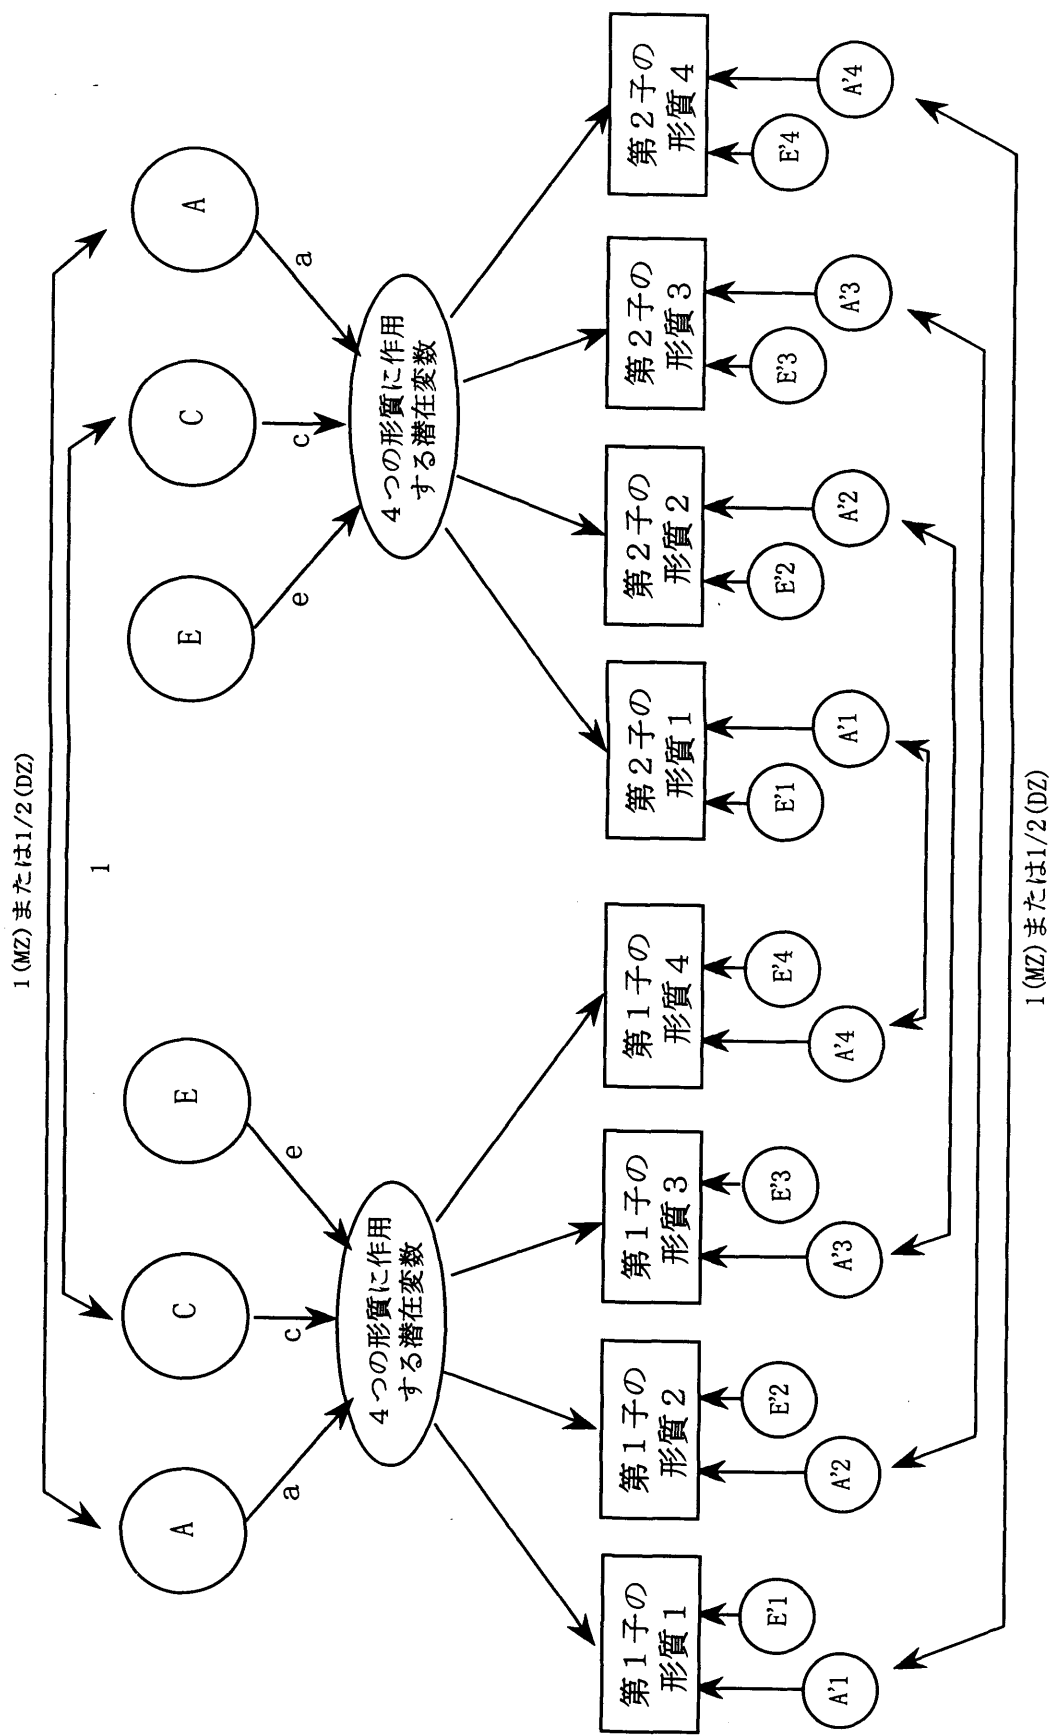 1(MZ)または1/2(DZ)
1
A
C
E
E
C
A
a
c
e
e
c
a
4つの形質に作用
する潜在変数
4つの形質に作用
する潜在変数
第1子の
形質1
第1子の
形質2
第1子の
形質3
第1子の
形質4
第2子の
形質1
第2子の
形質2
第2子の
形質3
第2子の
形質4
A'1
E'1
A'2
E'2
A'3
E'3
A'4
E'4
E'1
A'1
E'2
A'2
E'3
A'3
E'4
A'4
1(MZ)または1/2(DZ)